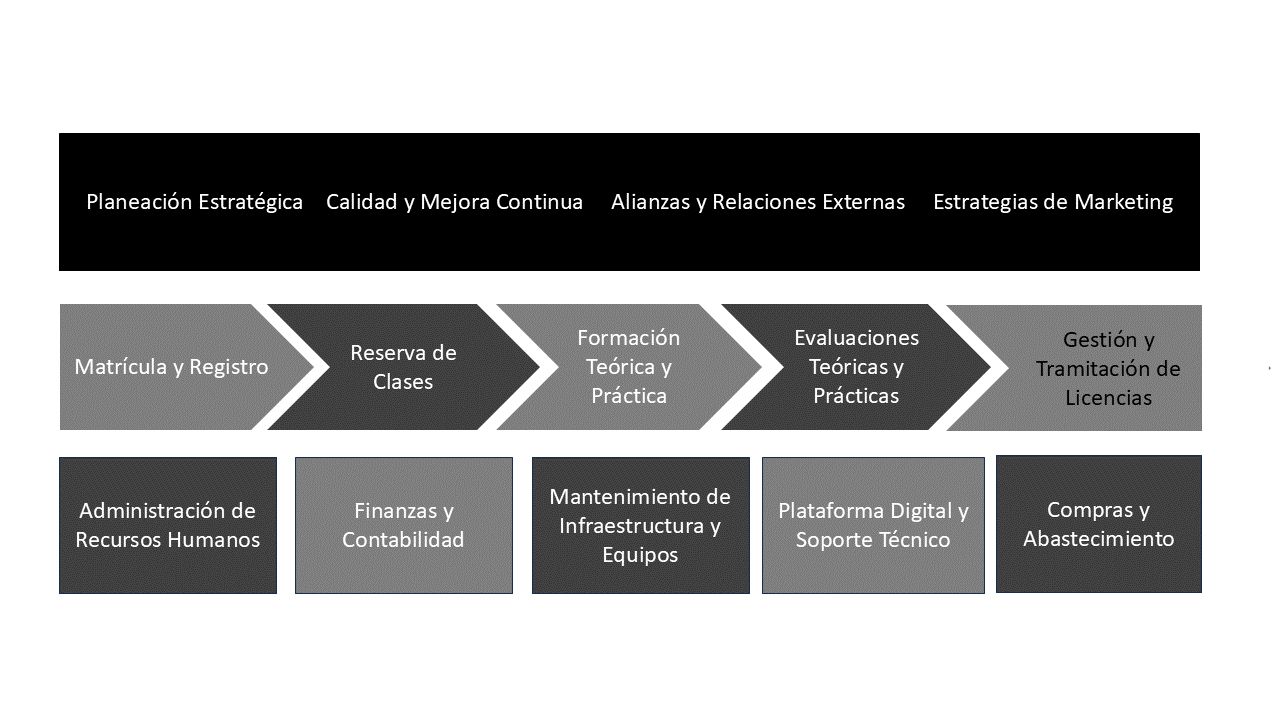 Planeación Estratégica Calidad y Mejora Continua Alianzas y Relaciones Externas Estrategias de Marketing
Matrícula y Registro
Reserva de
Clases
Formación
Teórica y
Práctica
Evaluaciones
Teóricas y
Prácticas
Gestión y
Tramitación de
Licencias
Administración de
Recursos Humanos
Finanzas y
Contabilidad
Mantenimiento de
Infraestructura y
Equipos
Plataforma Digital y
Soporte Técnico
Compras y
Abastecimiento